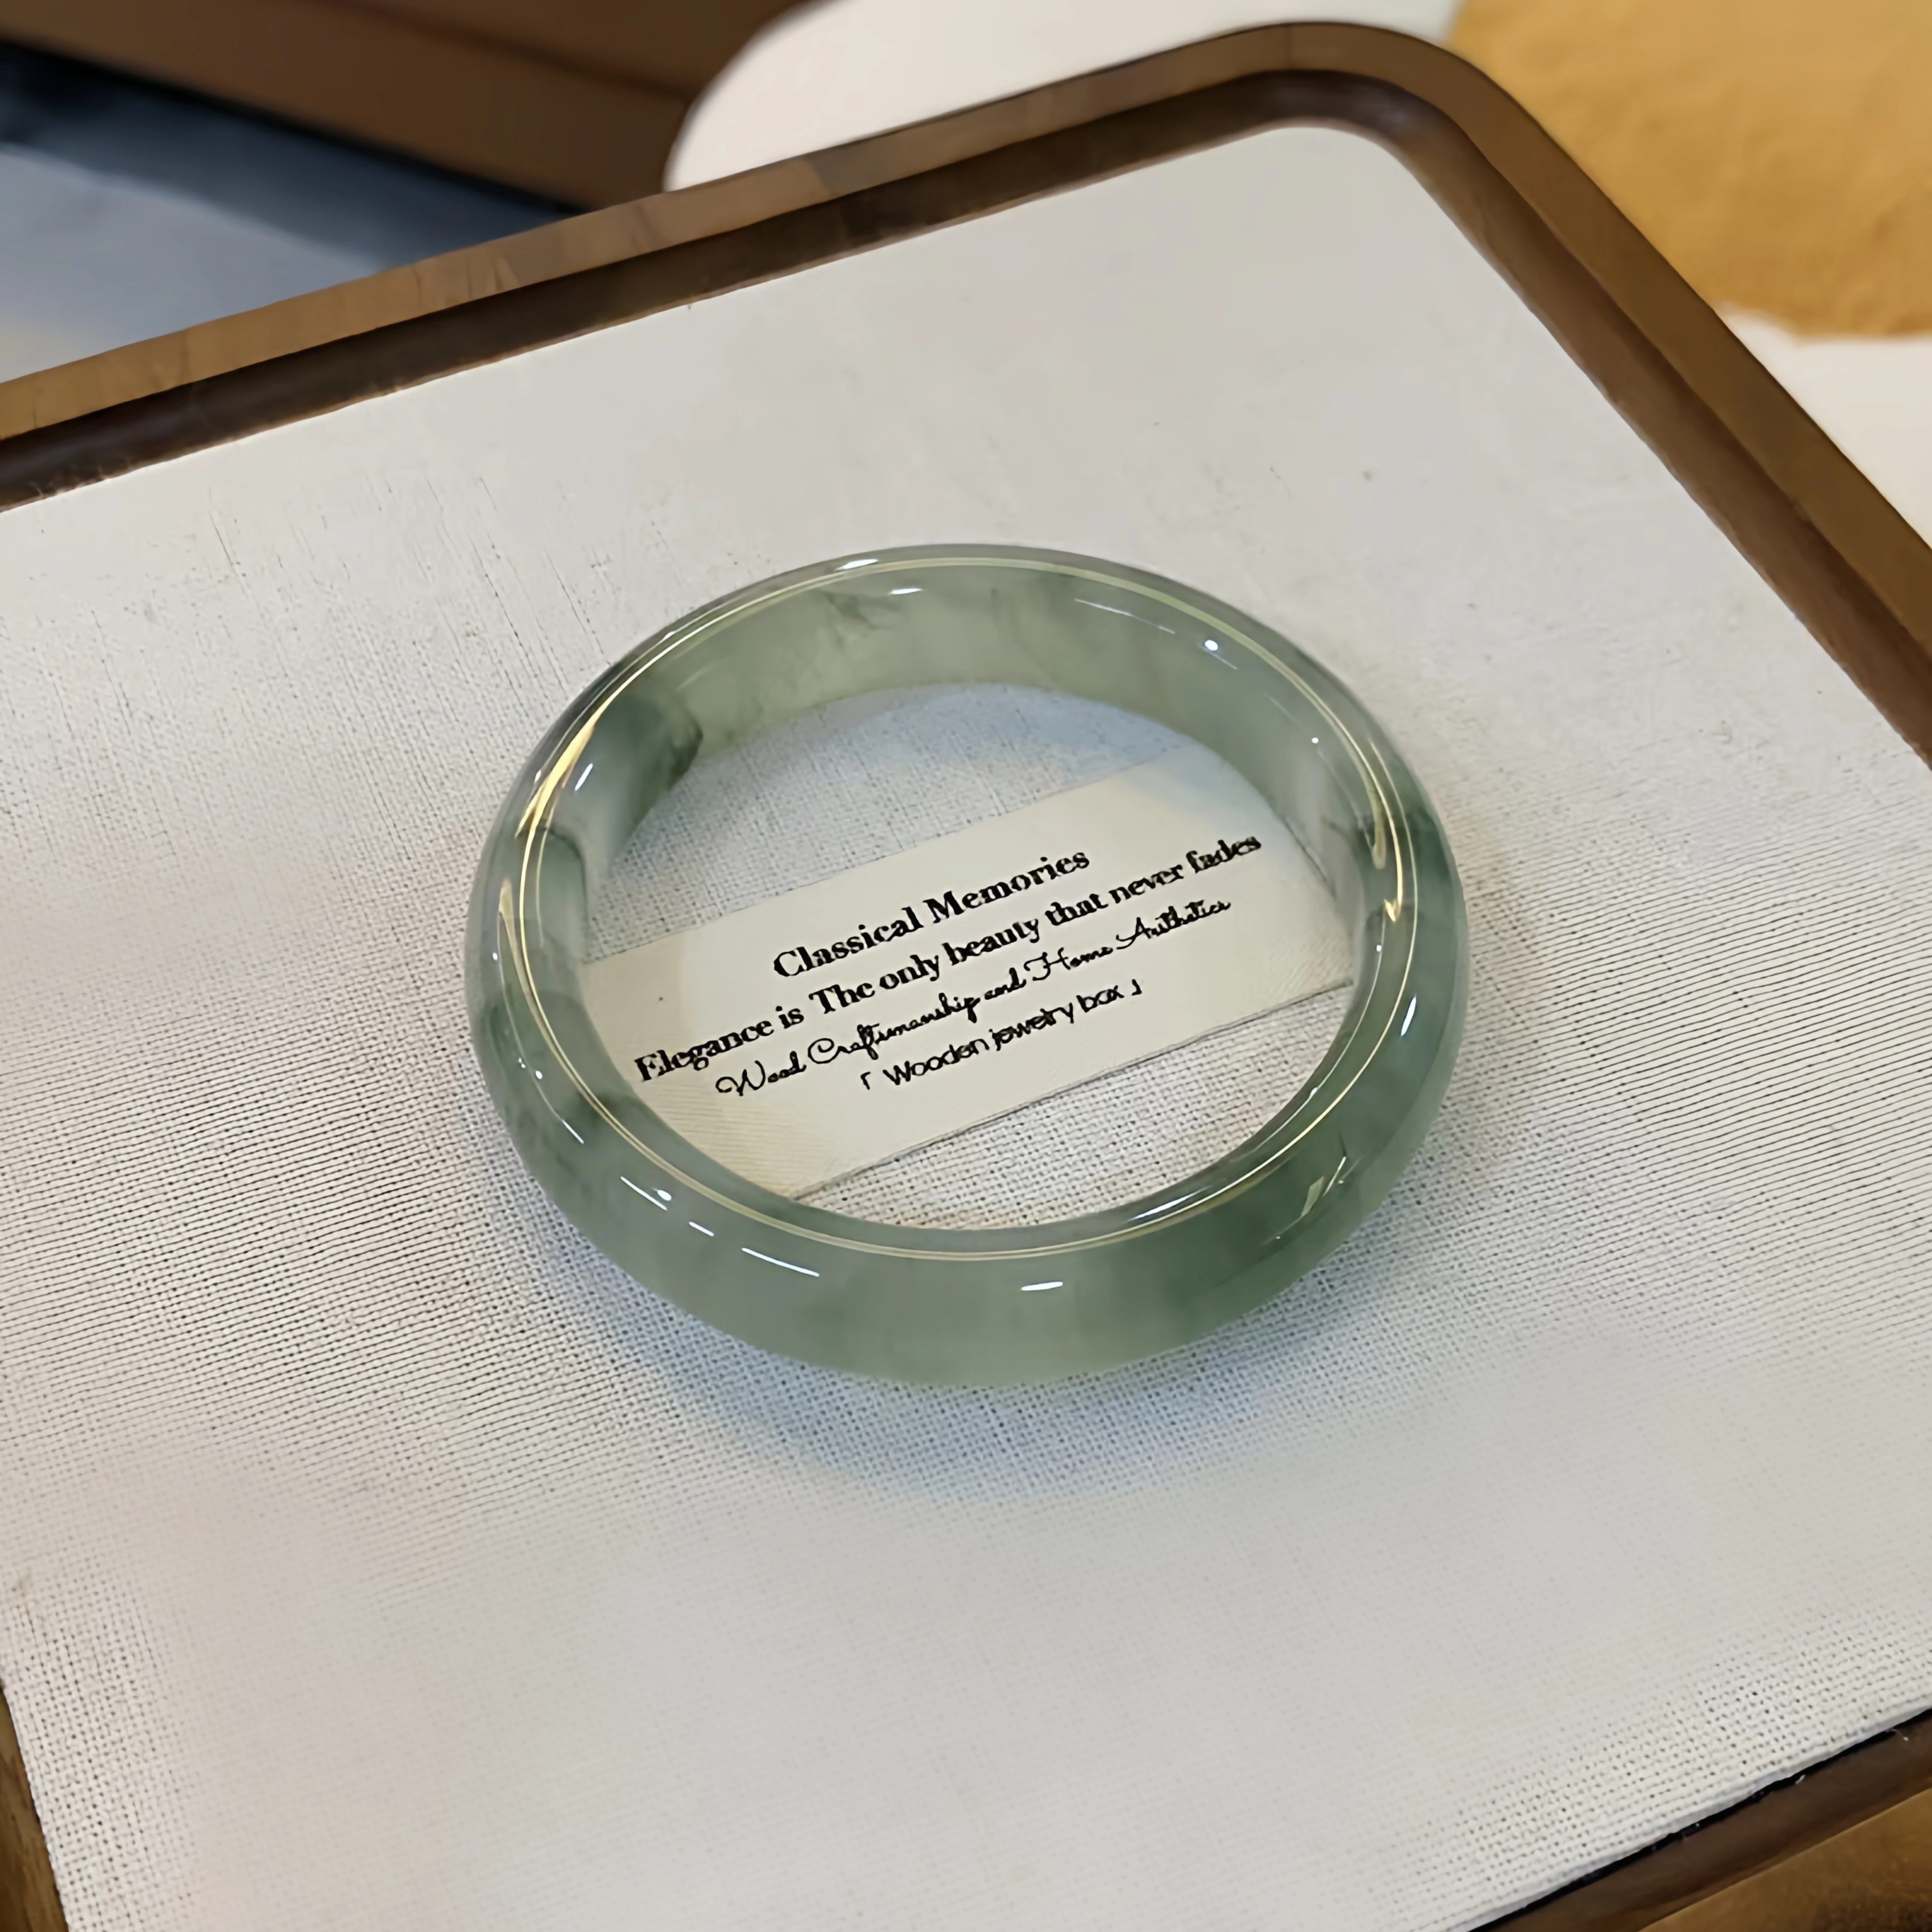 Classical Memories
Elegance is The only beauty that never fades
Wood Craftsmanship and Home Aesthetics
「 Wooden jewelry box 」